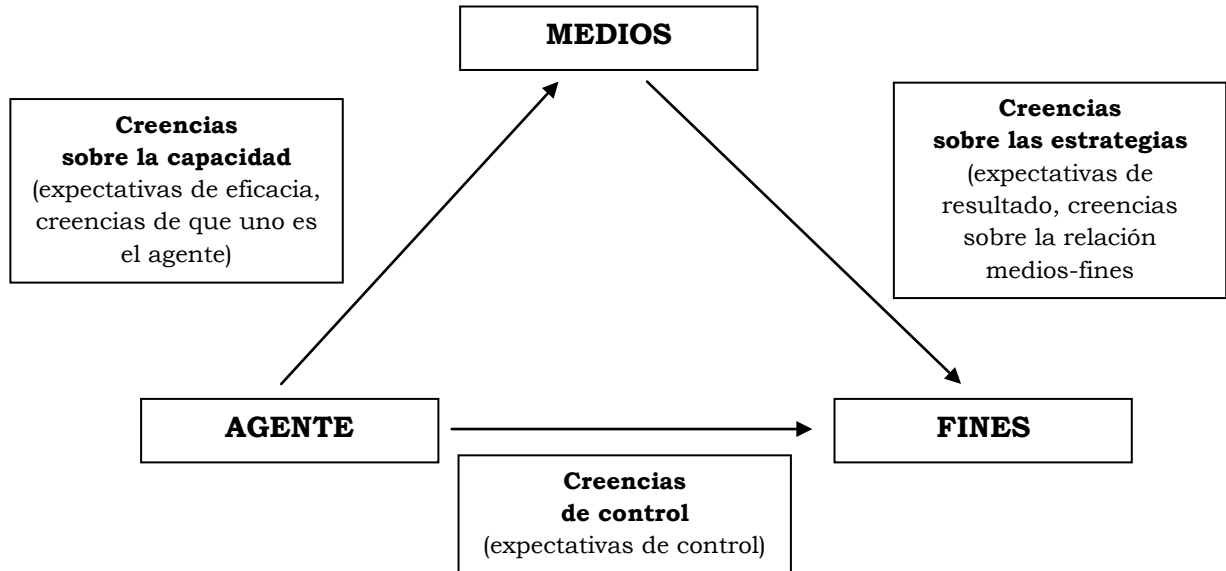 MEDIOS
Creencias
sobre la capacidad
(expectativas de eficacia,
creencias de que uno es
el agente)
Creencias
sobre las estrategias
(expectativas de
resultado, creencias
sobre la relación
medios-fines
AGENTE
FINES
Creencias
de control
(expectativas de control)